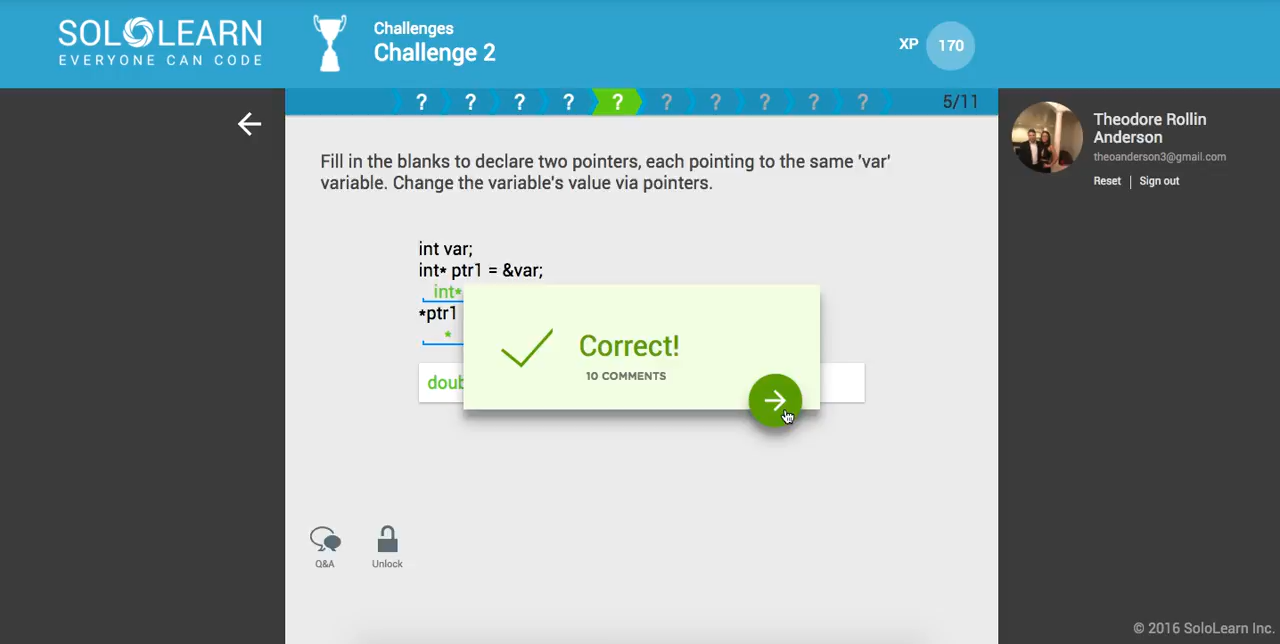 SOLOLEARN
EVERYONE CAN CODE
Challenges
Challenge 2
XP 170
? ? ? ? ? ? ? ? ? ? 5/11
Theodore Rollin
Anderson
theoanderson3@gmail.com
Reset | Sign out
Fill in the blanks to declare two pointers, each pointing to the same 'var'
variable. Change the variable's value via pointers.
int var;
int* ptr1 = &var;
int*
*ptr1
*
doub
Correct!
10 COMMENTS
Q&A
Unlock
© 2016 SoloLearn Inc.